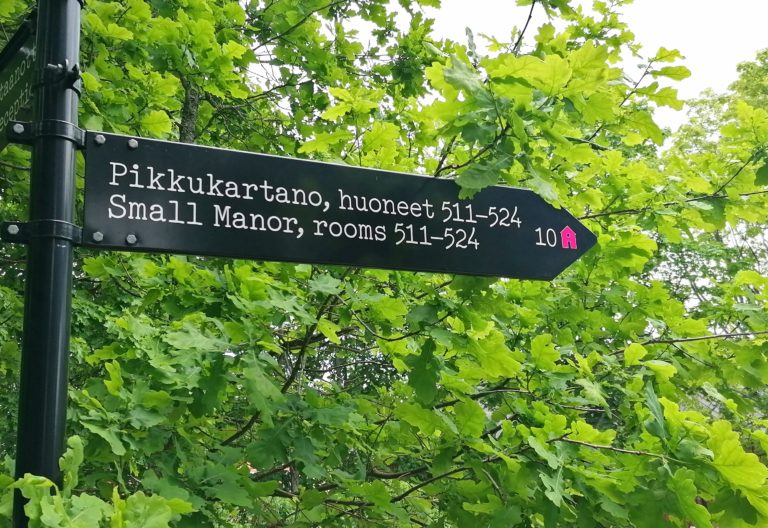 Pikkukartano, huoneet 511–524
Small Manor, rooms 511–524
10